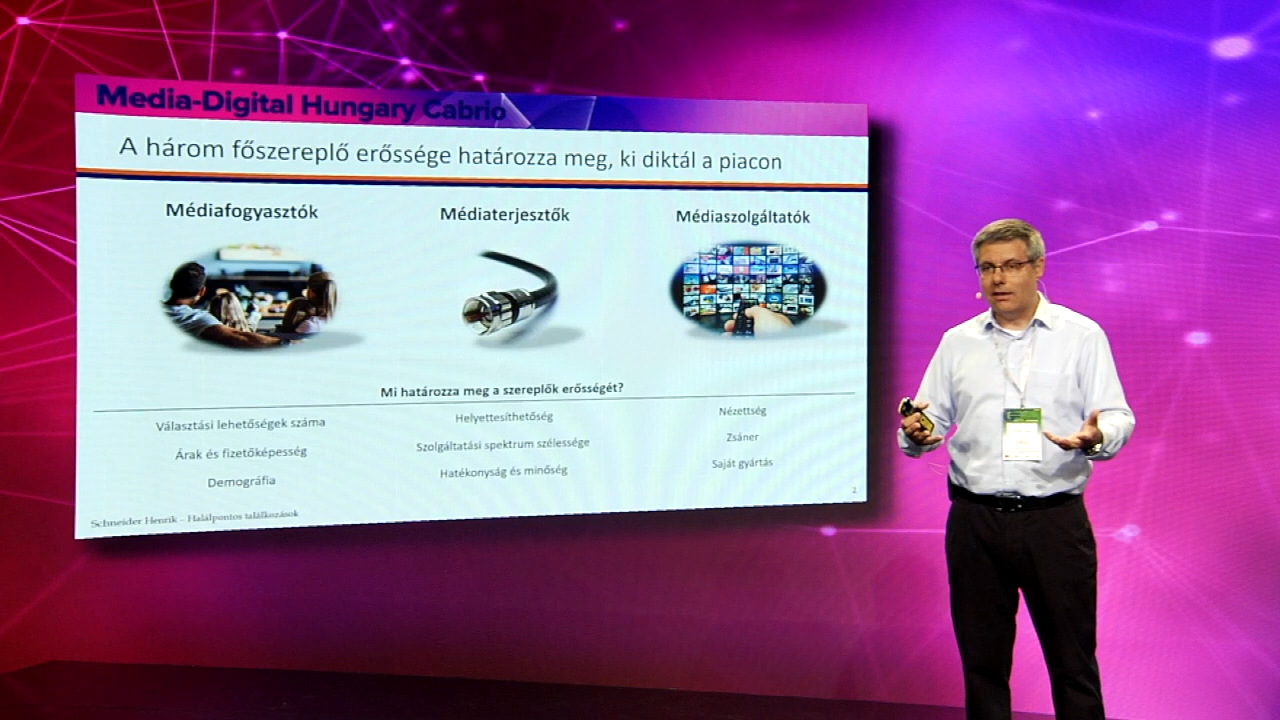 Media-Digital Hungary Cabrio
A három főszereplő erőssége határozza meg, ki diktál a piacon
Médiafogyasztók
Médiaterjesztők
Médiaszolgáltatók
Mi határozza meg a szereplők erősségét?
Választási lehetőségek száma
Helyettesíthetőség
Nézettség
Árak és fizetőképesség
Szolgáltatási spektrum szélessége
Zsáner
Demográfia
Hatékonyság és minőség
Saját gyártás
Schneider Henrik – Halálpontos találkozások
2